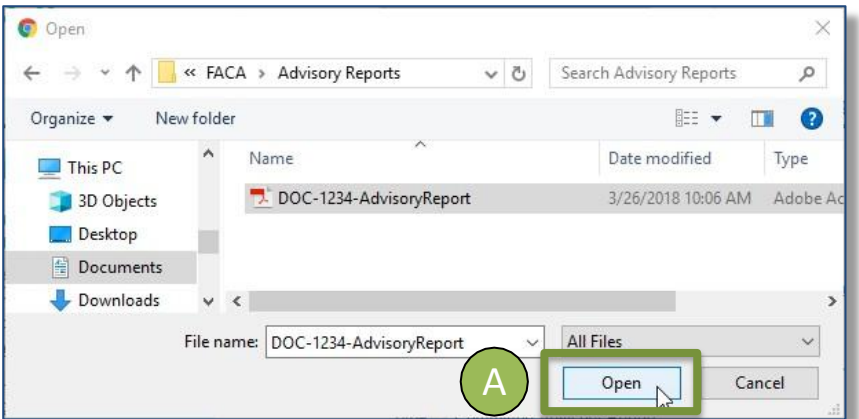 Open
« FACA > Advisory Reports Search Advisory Reports
Organize New folder
Name Date modified Type
This PC
3D Objects DOC-1234-AdvisoryReport 3/26/2018 10:06 AM Adobe Ac
Desktop
Documents
Downloads
File name: DOC-1234-AdvisoryReport All Files
A Open Cancel